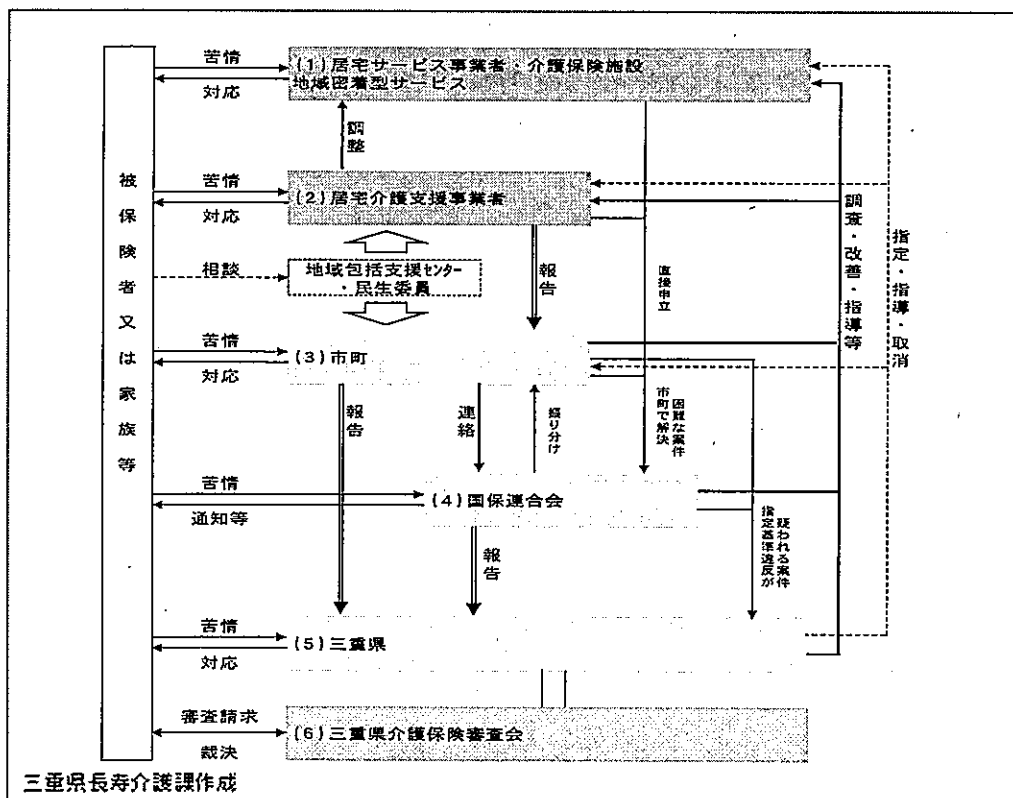 苦情
対応
(1)居宅サービス事業者・介護保険施設
地域密着型サービス
調整
被保険者又は家族等
苦情
対応
(2)居宅介護支援事業者
相談
地域包括支援センター
・民生委員
報告
直接申立
調査・改善・指導等
指定・指導・取消
苦情
対応
(3)市町
報告
連絡
振り分け
市町で解決
困難な案件
苦情
通知等
(4)国保連合会
報告
指定基準違反が
疑われる案件
苦情
対応
(5)三重県
審査請求
裁決
(6)三重県介護保険審査会
三重県長寿介護課作成